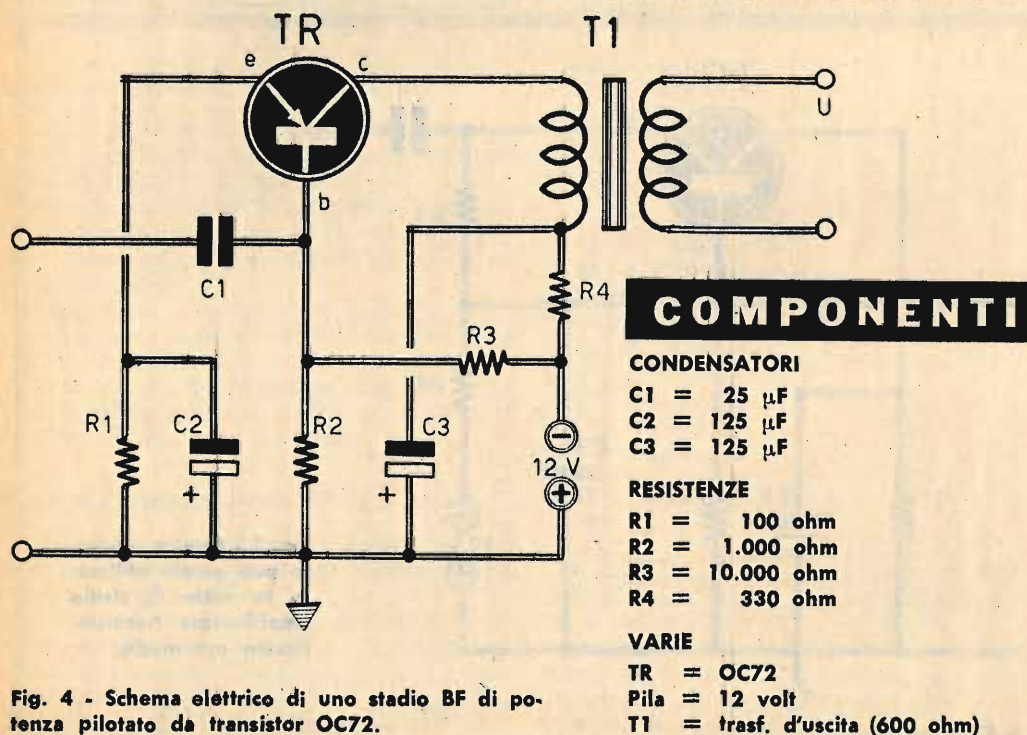 TR
T1
e
c
b
U
C1
R4
R3
R1
C2
R2
C3
12 V
+
+
−
+
COMPONENTI
CONDENSATORI
C1 = 25 µF
C2 = 125 µF
C3 = 125 µF
RESISTENZE
R1 = 100 ohm
R2 = 1.000 ohm
R3 = 10.000 ohm
R4 = 330 ohm
VARIE
TR = OC72
Pila = 12 volt
T1 = trasf. d'uscita (600 ohm)
Fig. 4 - Schema elettrico di uno stadio BF di po-
tenza pilotato da transistor OC72.